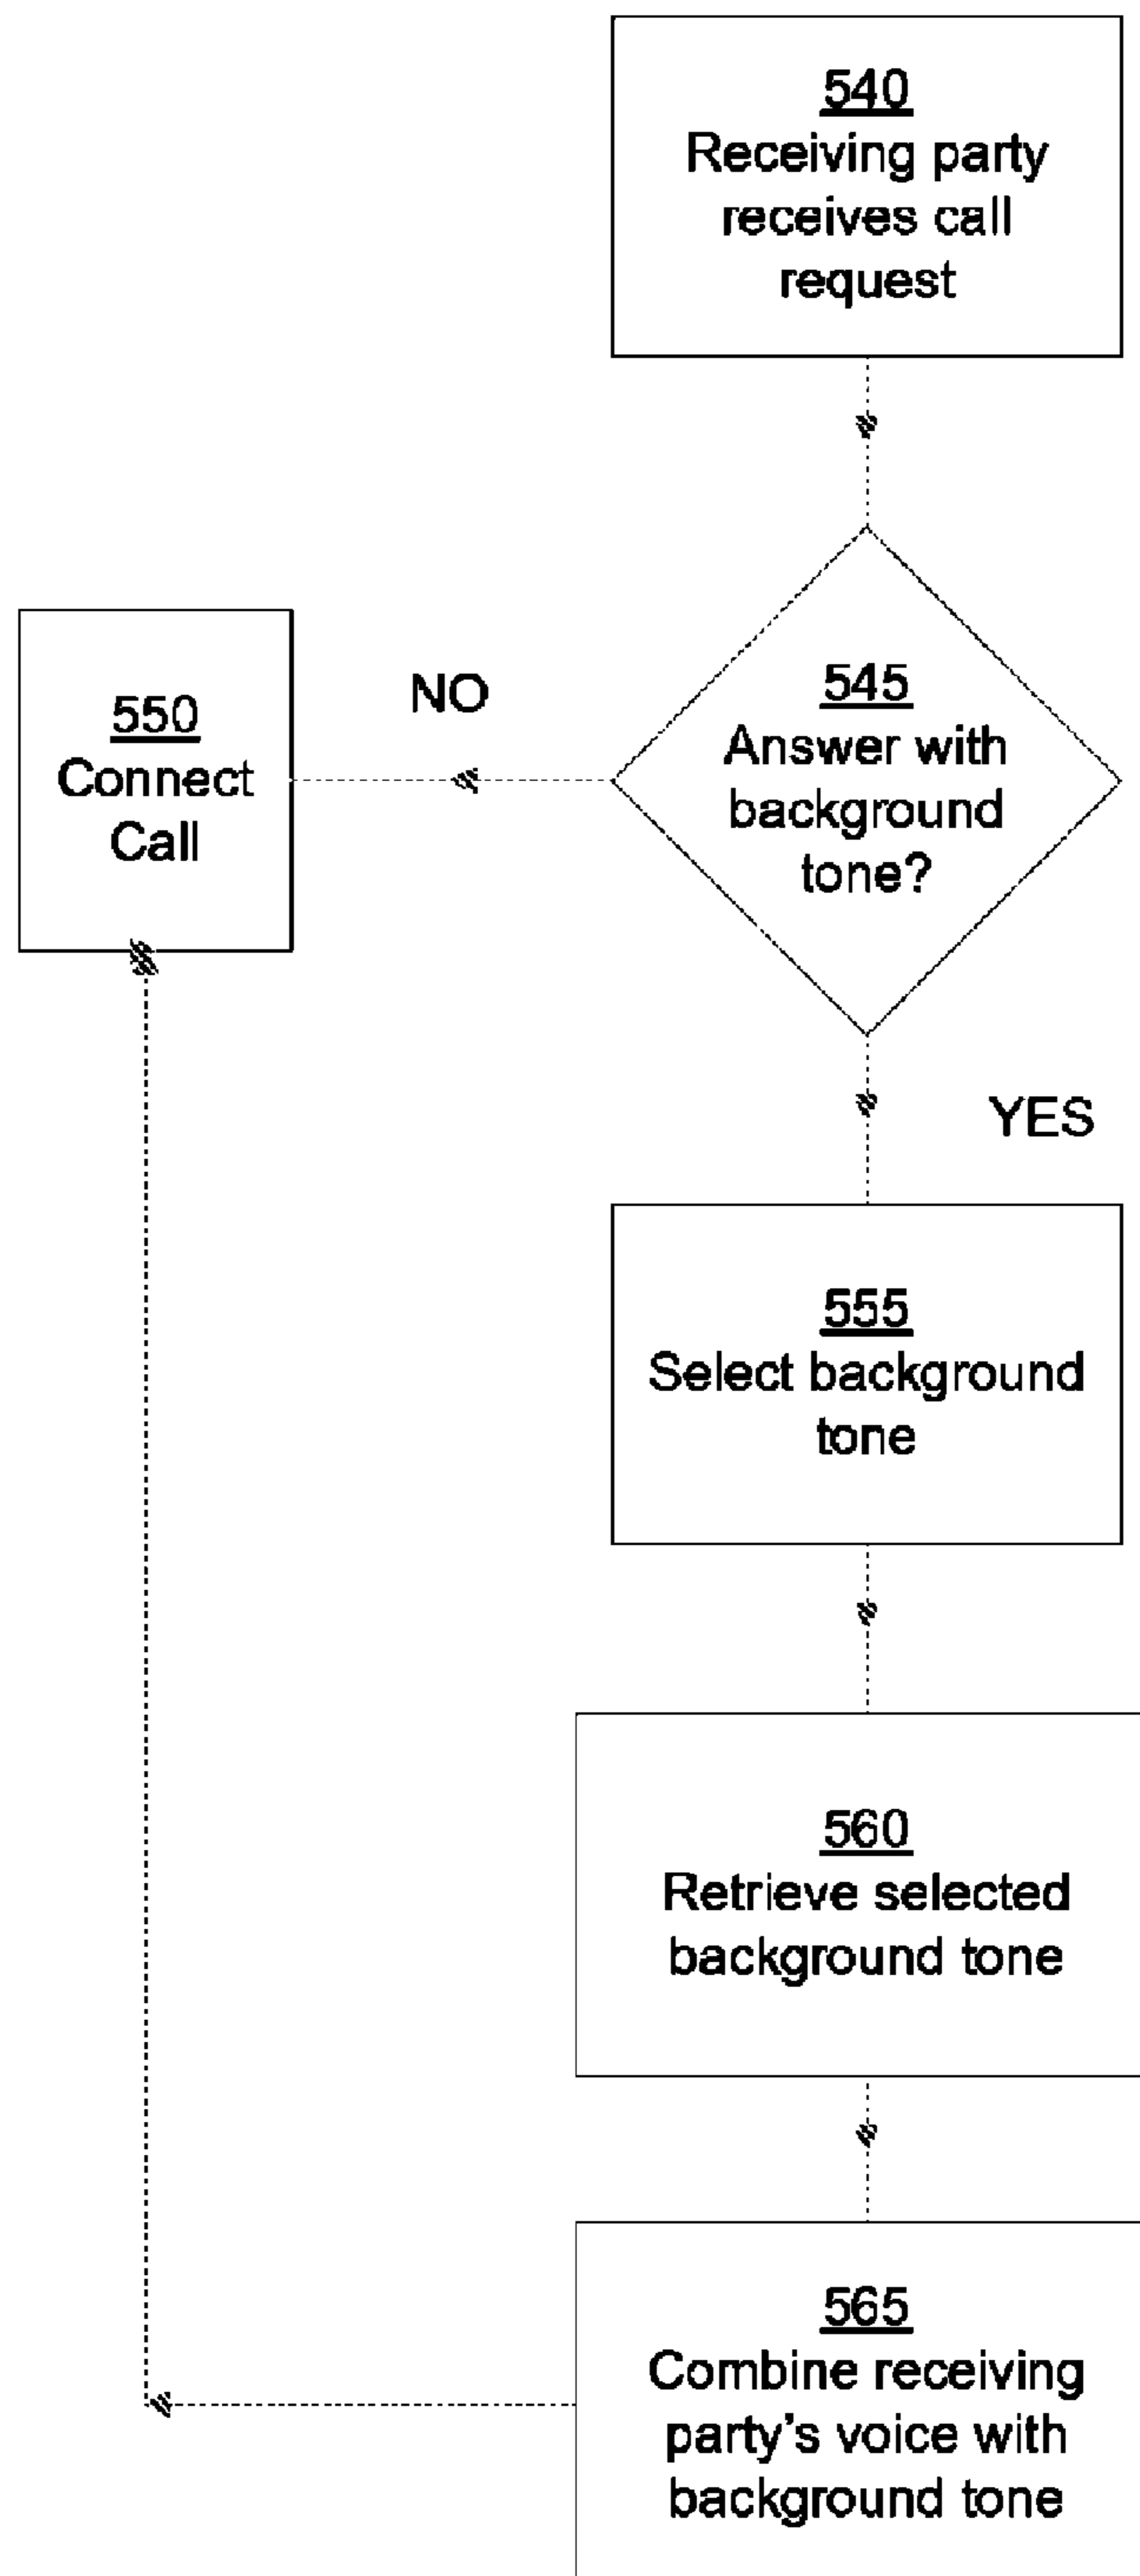 540
Receiving party
receives call
request
545
Answer with
background
tone?
NO
550
Connect
Call
YES
555
Select background
tone
560
Retrieve selected
background tone
565
Combine receiving
party's voice with
background tone